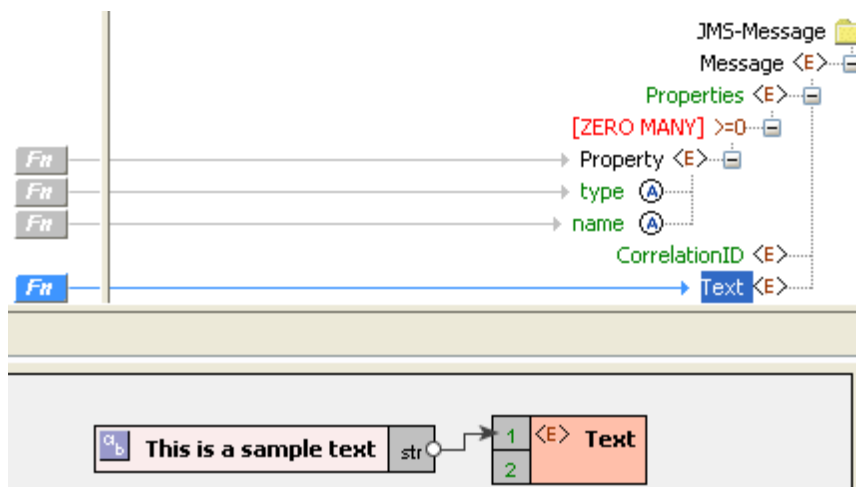 JMS-Message
Message <E>
Properties <E>
[ZERO MANY] >=0
Fn Property <E>
Fn type A
Fn name A
CorrelationID <E>
Fn Text <E>
ab This is a sample text str 1 <E> Text
2